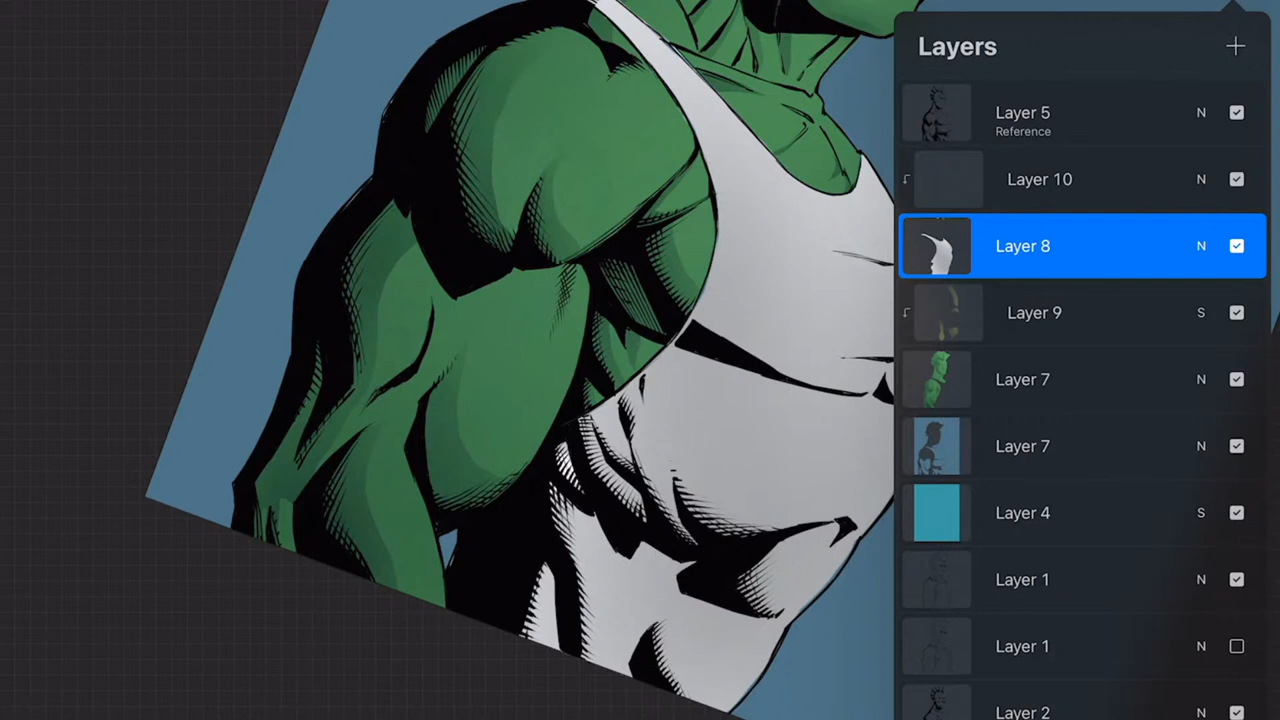 Layers
Layer 5 N
Reference
Layer 10 N
Layer 8 N
Layer 9 S
Layer 7 N
Layer 7 N
Layer 4 S
Layer 1 N
Layer 1 N
Layer 2 N